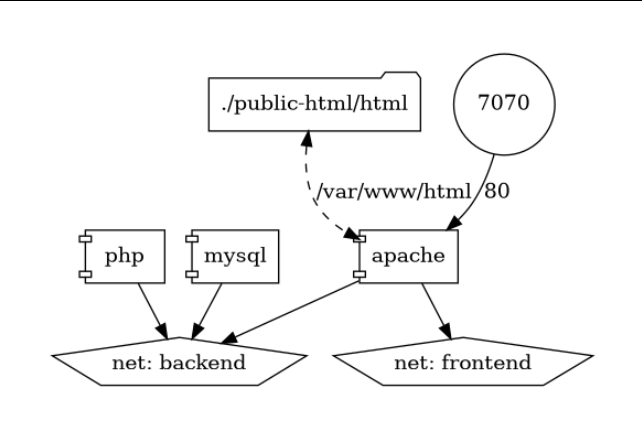 ./public-html/html
7070
/var/www/html
80
php
mysql
apache
net: backend
net: frontend